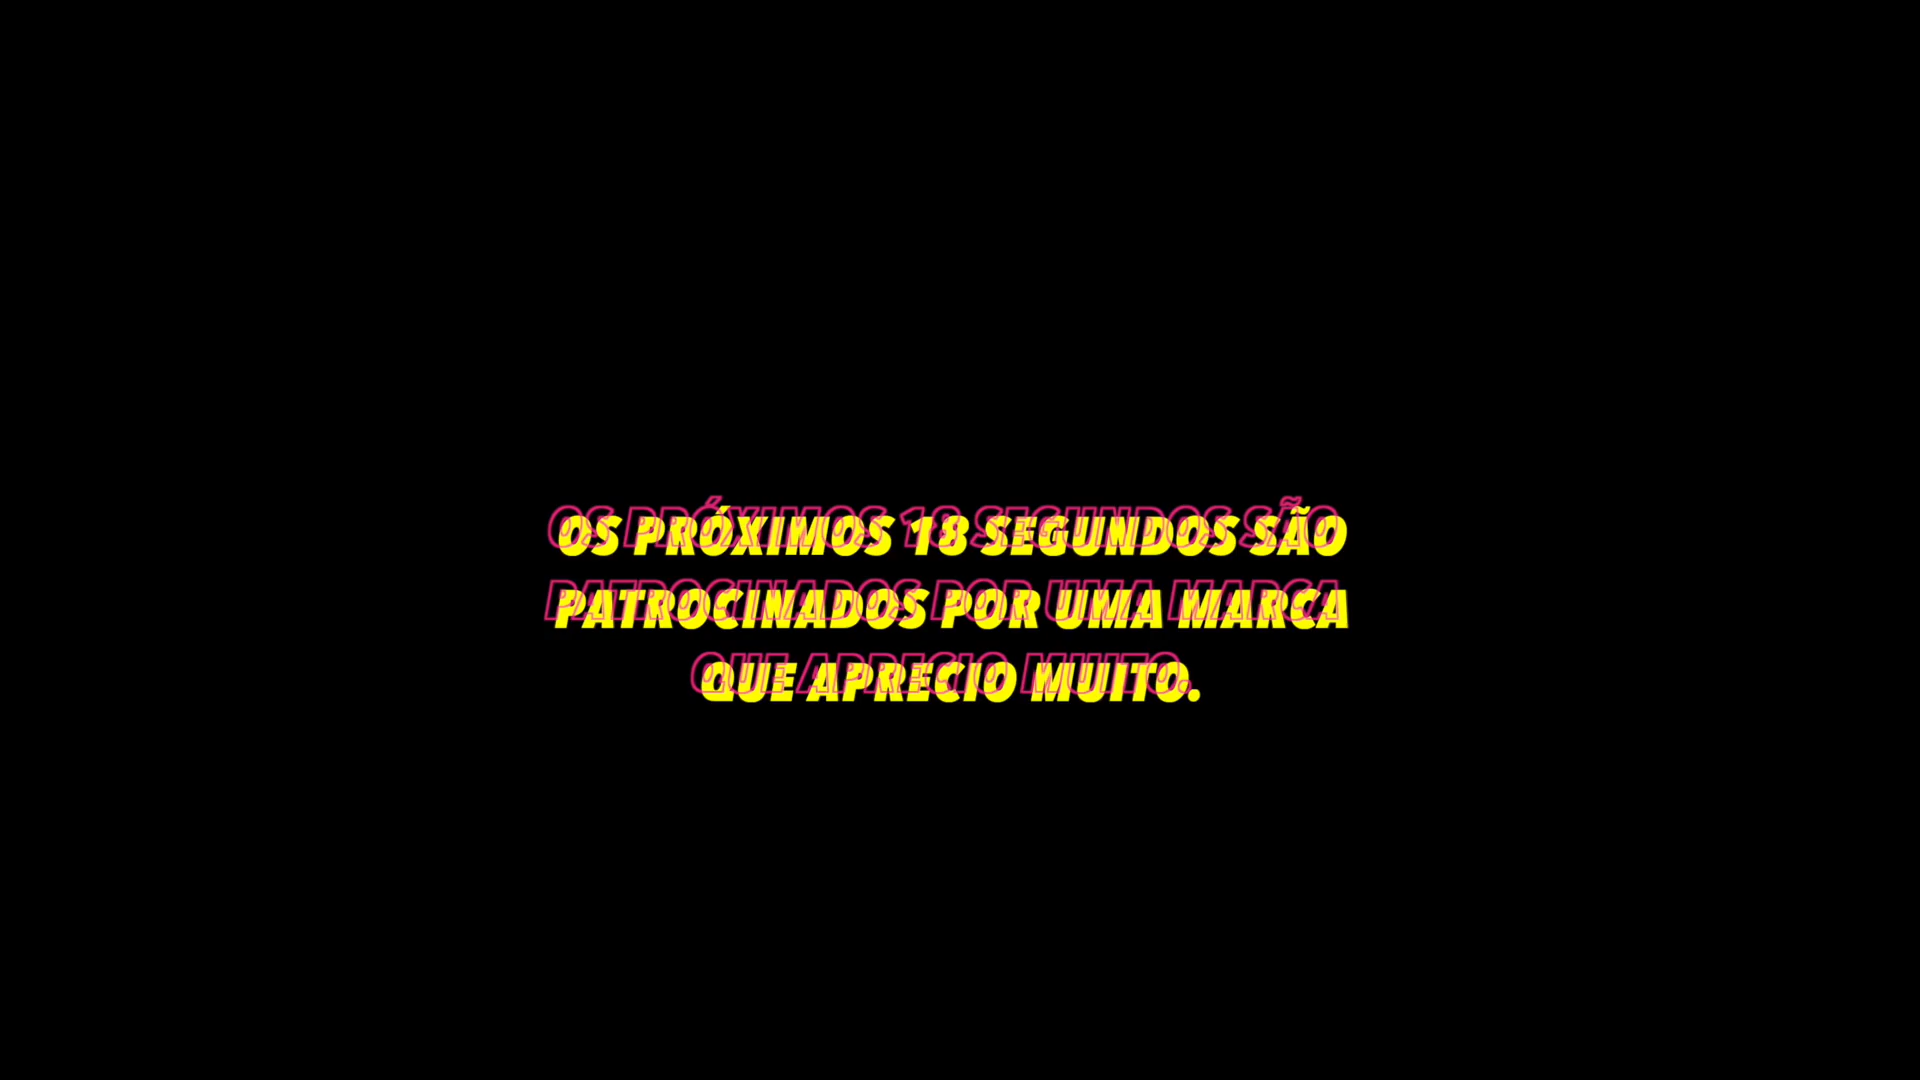 OS PRÓXIMOS 18 SEGUNDOS SÃO
PATROCINADOS POR UMA MARCA
QUE APRECIO MUITO.